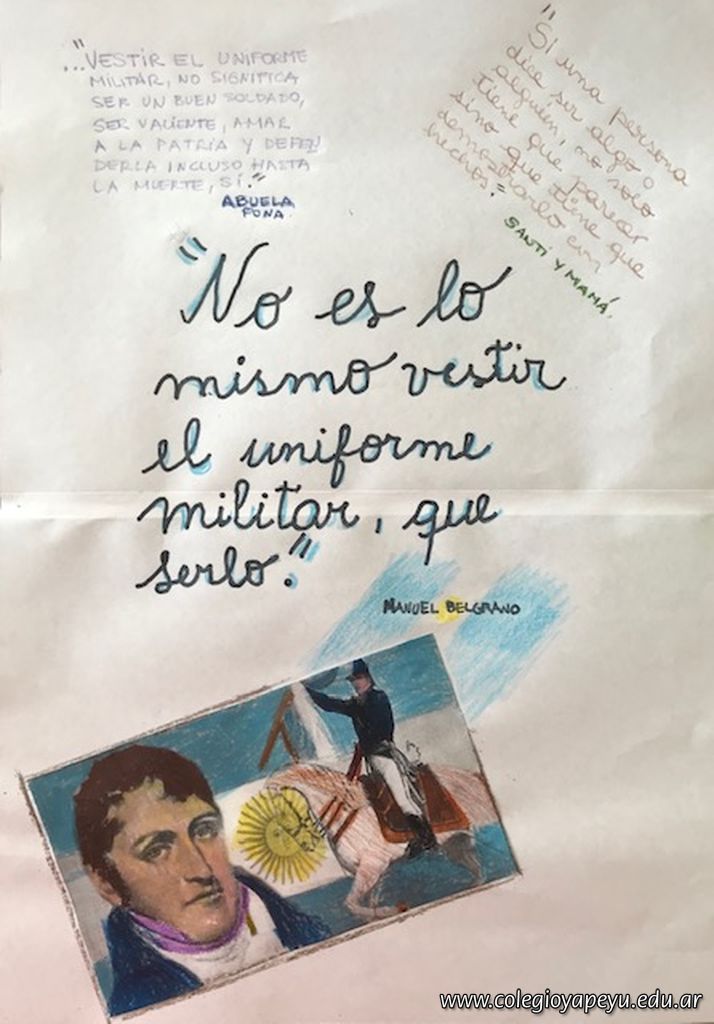 ..."VESTIR EL UNIFORME
MILITAR, NO SIGNIFICA
SER UN BUEN SOLDADO,
SER VALIENTE, AMAR
A LA PATRIA Y DEFEN
DERLA INCLUSO HASTA
LA MUERTE, SÍ."
ABUELA
FONA.
"Si una persona
dice ser algo o
alguien, no solo
tiene que parecer
sino que tiene que
demostrarlo con
hechos."
SANTI Y MAMÁ.
"No es lo
mismo vestir
el uniforme
militar, que
serlo."
MANUEL BELGRANO
www.colegioyapeyu.edu.ar